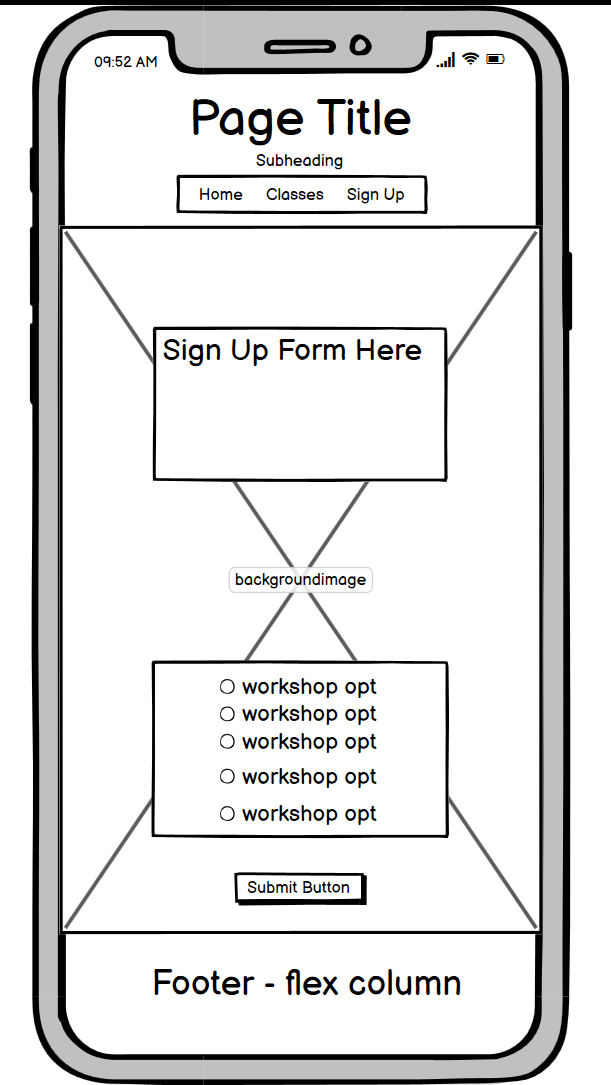 09:52 AM
Page Title
Subheading
Home Classes Sign Up
Sign Up Form Here
backgroundimage
workshop opt
workshop opt
workshop opt
workshop opt
workshop opt
Submit Button
Footer - flex column